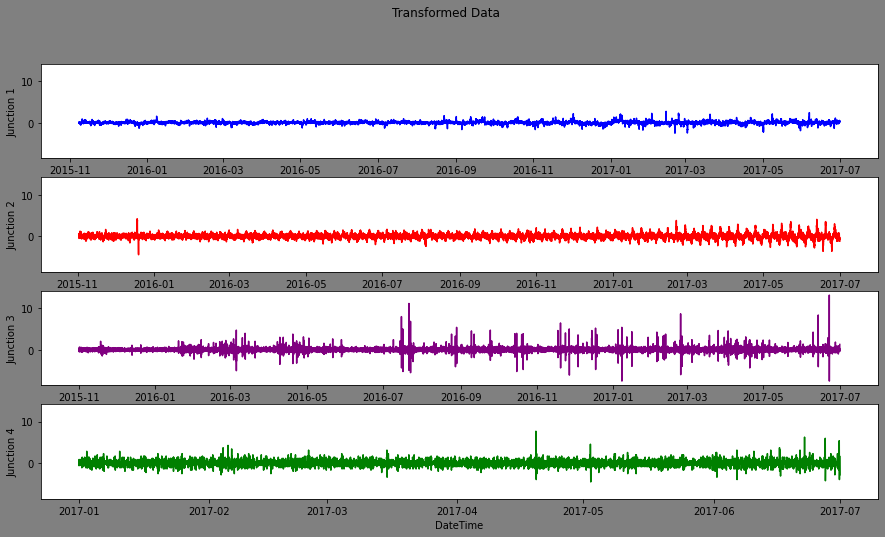 Transformed Data
Junction 1
10
0
2015-11 2016-01 2016-03 2016-05 2016-07 2016-09 2016-11 2017-01 2017-03 2017-05 2017-07
Junction 2
10
0
2015-11 2016-01 2016-03 2016-05 2016-07 2016-09 2016-11 2017-01 2017-03 2017-05 2017-07
Junction 3
10
0
2015-11 2016-01 2016-03 2016-05 2016-07 2016-09 2016-11 2017-01 2017-03 2017-05 2017-07
Junction 4
10
0
2017-01 2017-02 2017-03 2017-04 2017-05 2017-06 2017-07
DateTime